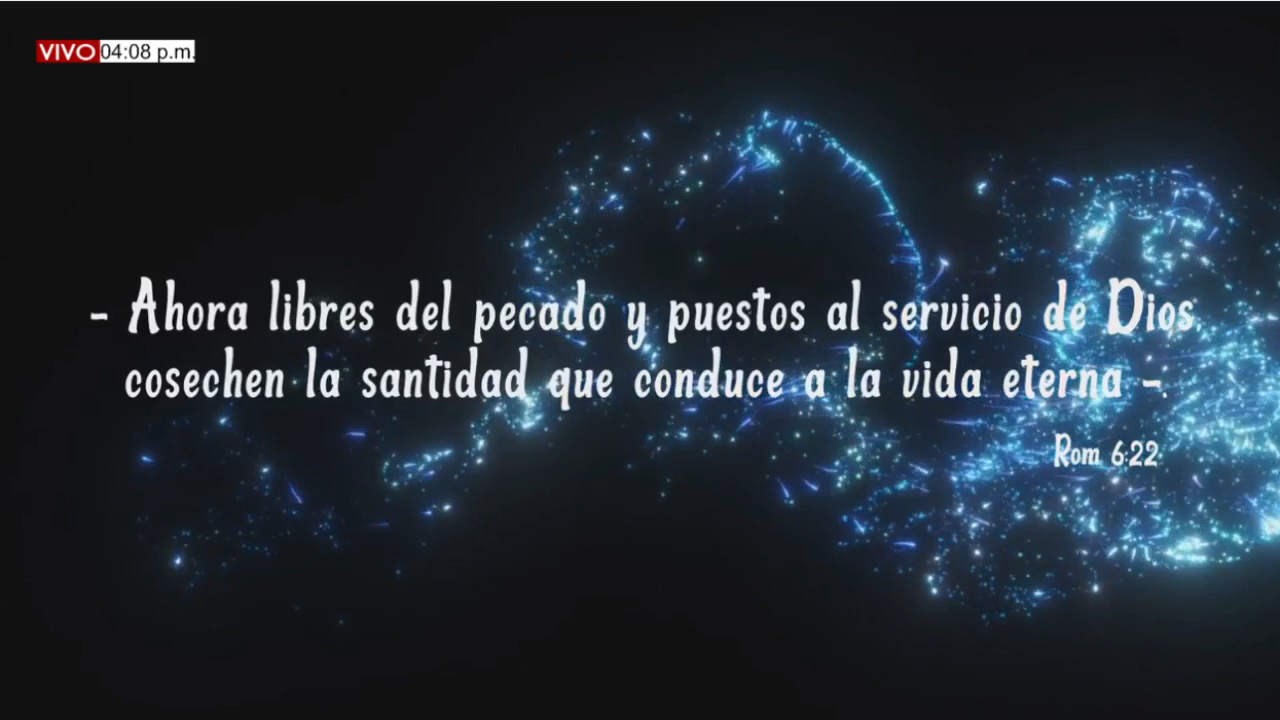 VIVO 04:08 p.m.
- Ahora libres del pecado y puestos al servicio de Dios,
cosechen la santidad que conduce a la vida eterna -.
Rom 6:22